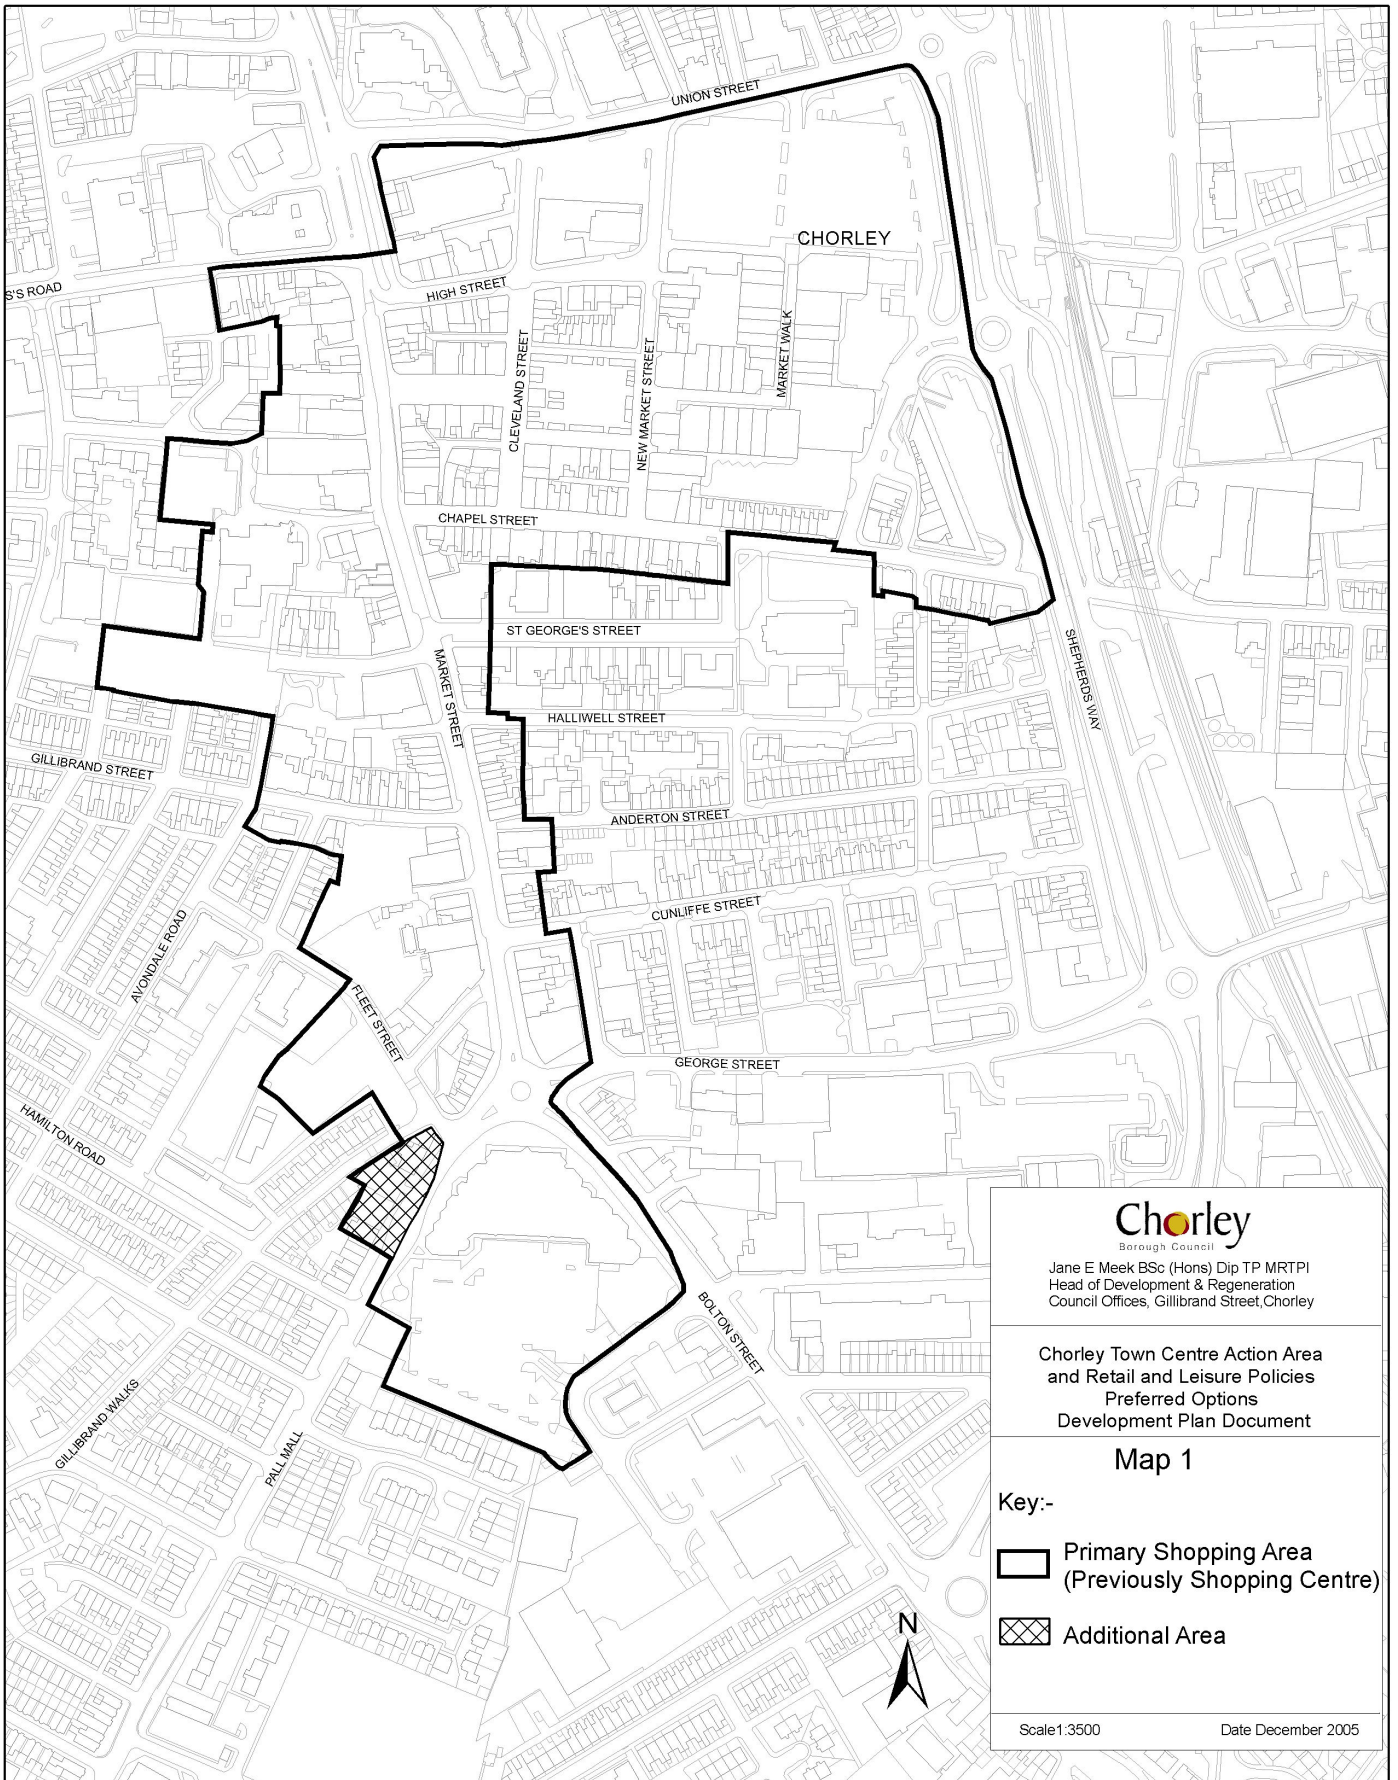 UNION STREET
CHORLEY
S'S ROAD
HIGH STREET
CLEVELAND STREET
NEW MARKET STREET
MARKET WALK
CHAPEL STREET
ST GEORGE'S STREET
MARKET STREET
SHEPHERDS WAY
HALLIWELL STREET
GILLIBRAND STREET
ANDERTON STREET
CUNLIFFE STREET
AVONDALE ROAD
FLEET STREET
GEORGE STREET
HAMILTON ROAD
BOLTON STREET
GILLIBRAND WALKS
PALL MALL
N
Chorley
Borough Council
Jane E Meek BSc (Hons) Dip TP MRTPI
Head of Development & Regeneration
Council Offices, Gillibrand Street,Chorley
Chorley Town Centre Action Area
and Retail and Leisure Policies
Preferred Options
Development Plan Document
Map 1
Key:-
Primary Shopping Area
(Previously Shopping Centre)
Additional Area
Scale1:3500
Date December 2005